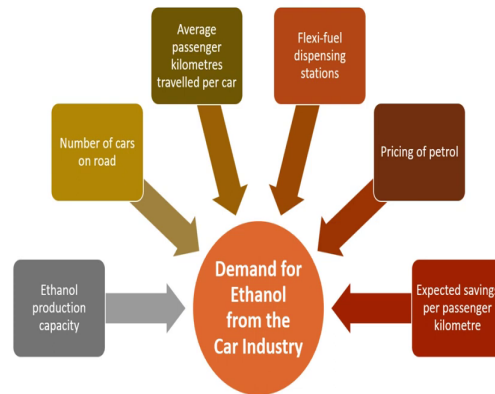 Average
passenger
kilometres
travelled per car
Flexi-fuel
dispensing
stations
Number of cars
on road
Pricing of petrol
Ethanol
production
capacity
Demand for
Ethanol
from the
Car Industry
Expected savings
per passenger
kilometre